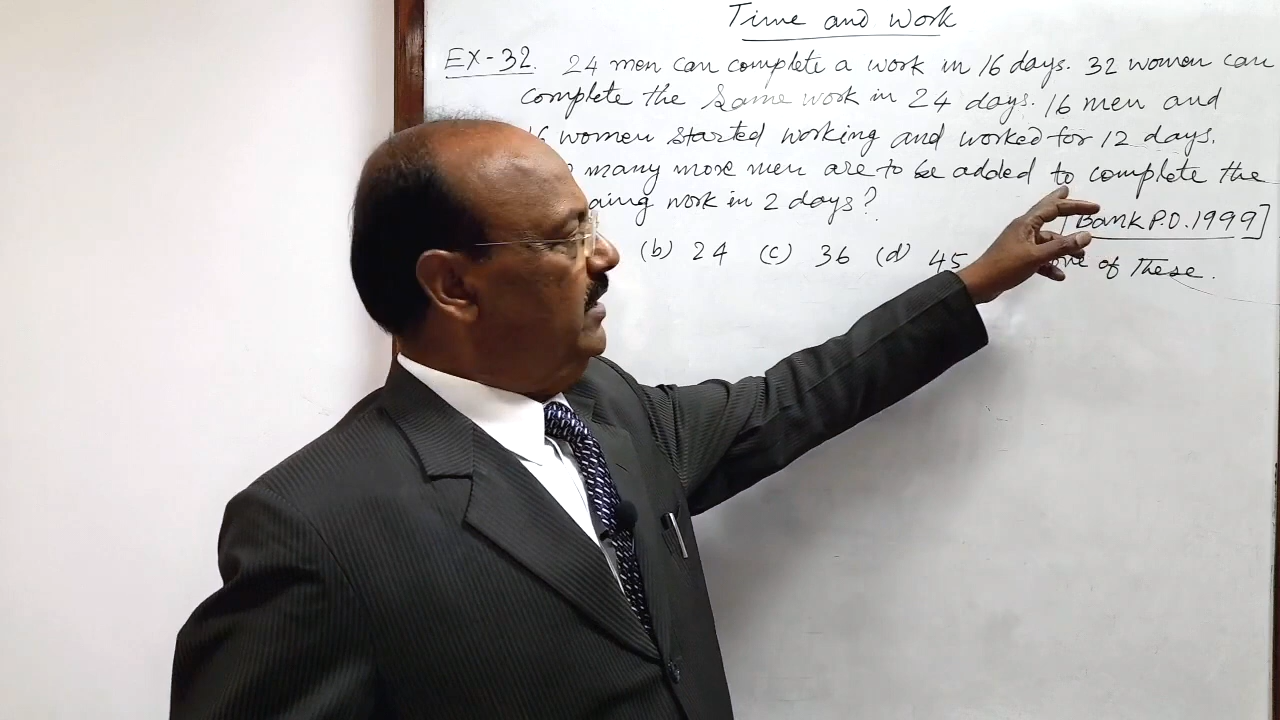 Time and Work
EX-32. 24 men can complete a work in 16 days. 32 women can
complete the same work in 24 days. 16 men and
16 women started working and worked for 12 days.
many more men are to be added to complete the
work in 2 days?
[Bank P.O. 1999]
(b) 24 (c) 36 (d) 45 of These.